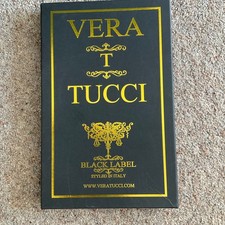 VERA
T
TUCCI
BLACK LABEL
STYLED IN ITALY
WWW.VERATUCCI.COM